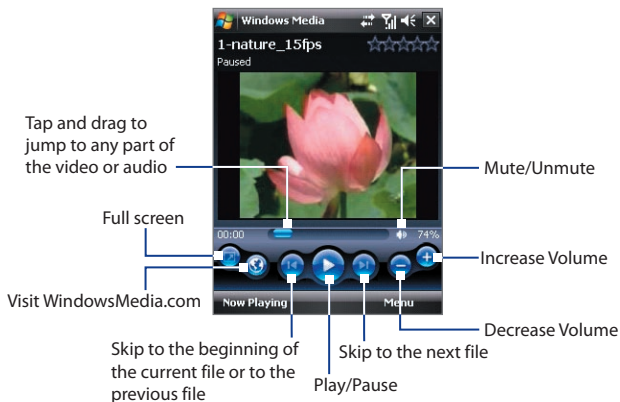 Windows Media
1-nature_15fps
Paused
Tap and drag to
jump to any part of
the video or audio
Mute/Unmute
Full screen
00:00
74%
Increase Volume
Visit WindowsMedia.com
Now Playing
Menu
Decrease Volume
Skip to the beginning of
the current file or to the
previous file
Skip to the next file
Play/Pause